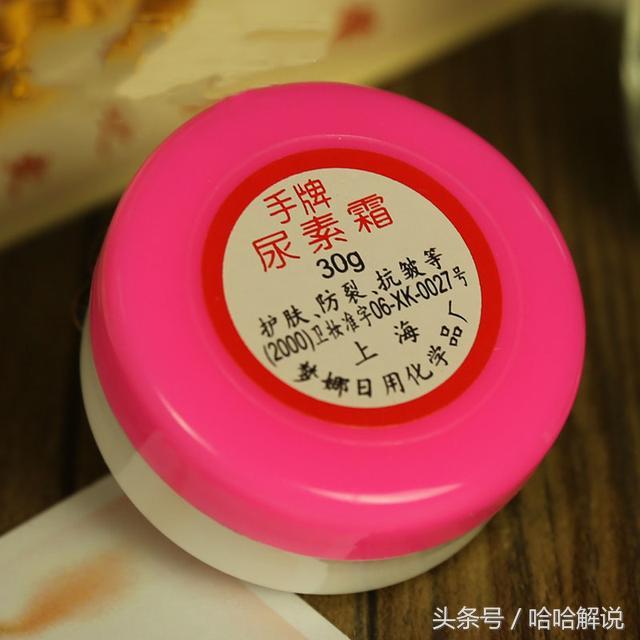 手牌
尿素霜
30g
护肤、防裂、抗皱等
(2000)卫妆准字06-XK-0027号
上海
娜日用化学品厂
头条号 / 哈哈解说